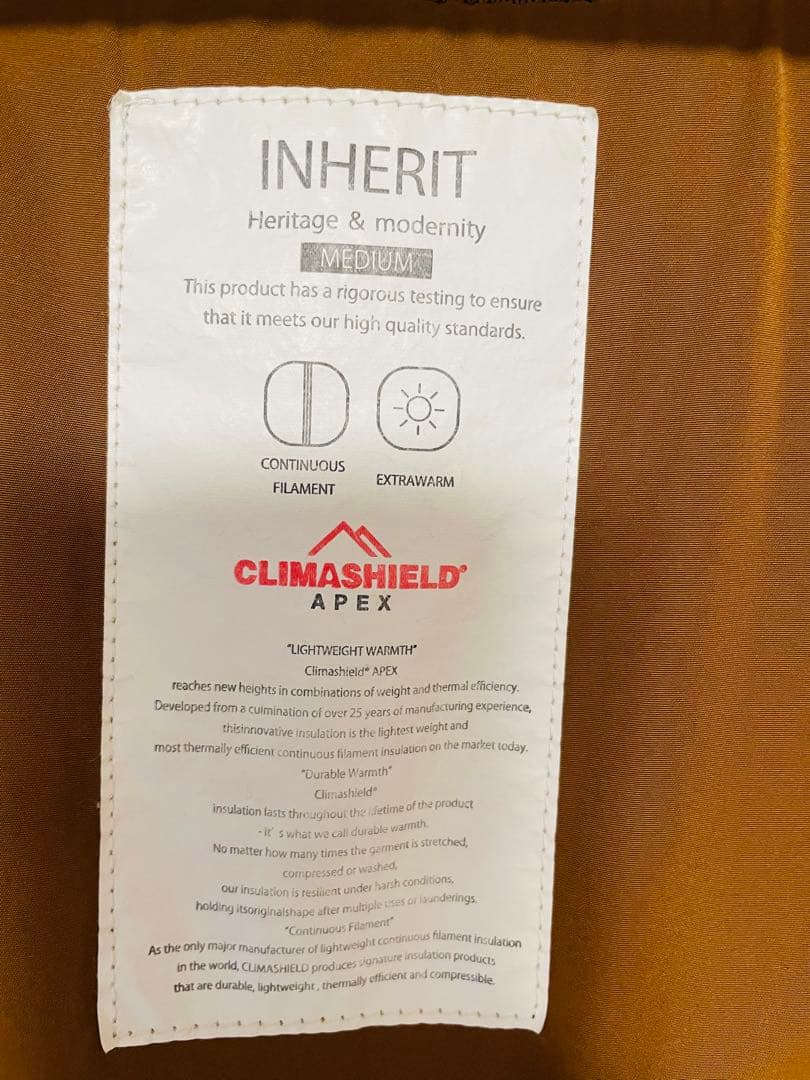 INHERIT
Heritage & modernity
MEDIUM
This product has a rigorous testing to ensure
that it meets our high quality standards.
CONTINUOUS
FILAMENT
EXTRAWARM
CLIMASHIELD®
APEX
"LIGHTWEIGHT WARMTH"
Climashield® APEX
reaches new heights in combinations of weight and thermal efficiency.
Developed from a culmination of over 25 years of manufacturing experience,
thisinnovative insulation is the lightest weight and
most thermally efficient continuous filament insulation on the market today.
"Durable Warmth"
Climashield®
insulation lasts throughout the lifetime of the product
- it' s what we call durable warmth.
No matter how many times the garment is stretched,
compressed or washed,
our insulation is resilient under harsh conditions,
holding itsoriginalshape after multiple uses or launderings.
"Continuous Filament"
As the only major manufacturer of lightweight continuous filament insulation
in the world, CLIMASHIELD produces signature insulation products
that are durable, lightweight , thermally efficient and compressible.